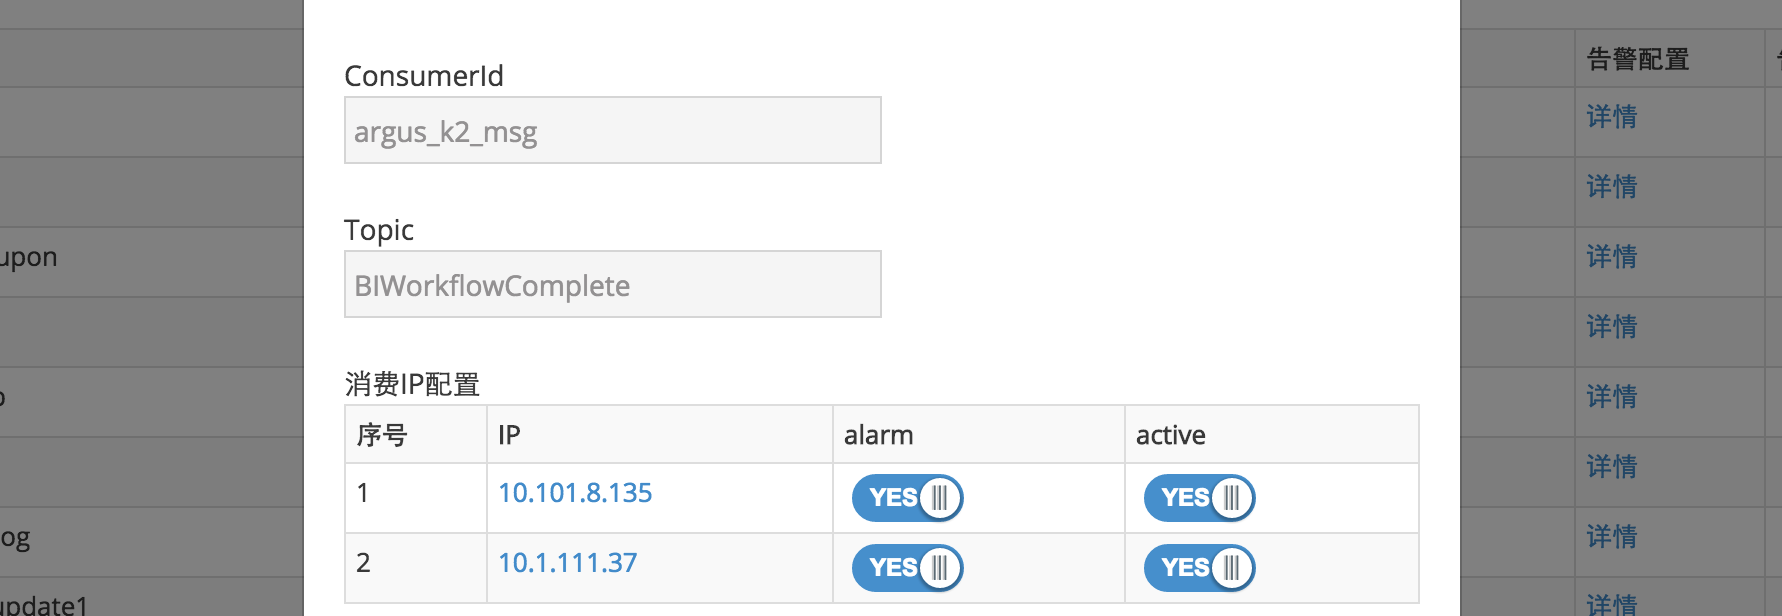 告警配置
ConsumerId
详情
argus_k2_msg
详情
Topic
upon
详情
BIWorkflowComplete
详情
消费IP配置
详情
序号 IP alarm active
详情
1 10.101.8.135 YES YES
og
详情
2 10.1.111.37 YES YES
update1
详情